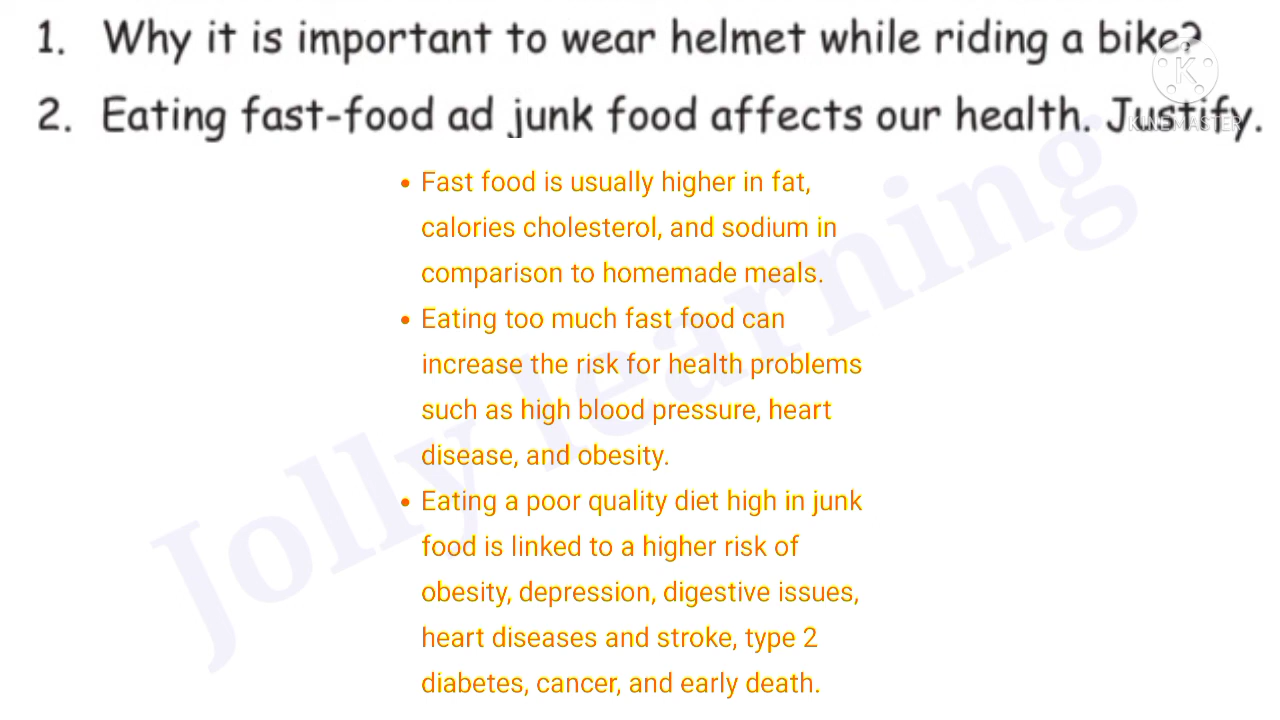 1. Why it is important to wear helmet while riding a bike?
K
2. Eating fast-food ad junk food affects our health. Justify.
KINEMASTER
• Fast food is usually higher in fat,
calories cholesterol, and sodium in
comparison to homemade meals.
• Eating too much fast food can
increase the risk for health problems
such as high blood pressure, heart
disease, and obesity.
• Eating a poor quality diet high in junk
food is linked to a higher risk of
obesity, depression, digestive issues,
heart diseases and stroke, type 2
diabetes, cancer, and early death.
Jolly learning